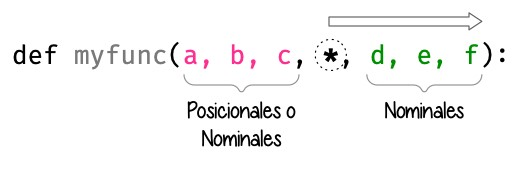 def myfunc(a, b, c, *, d, e, f):
Posicionales o
Nominales
Nominales